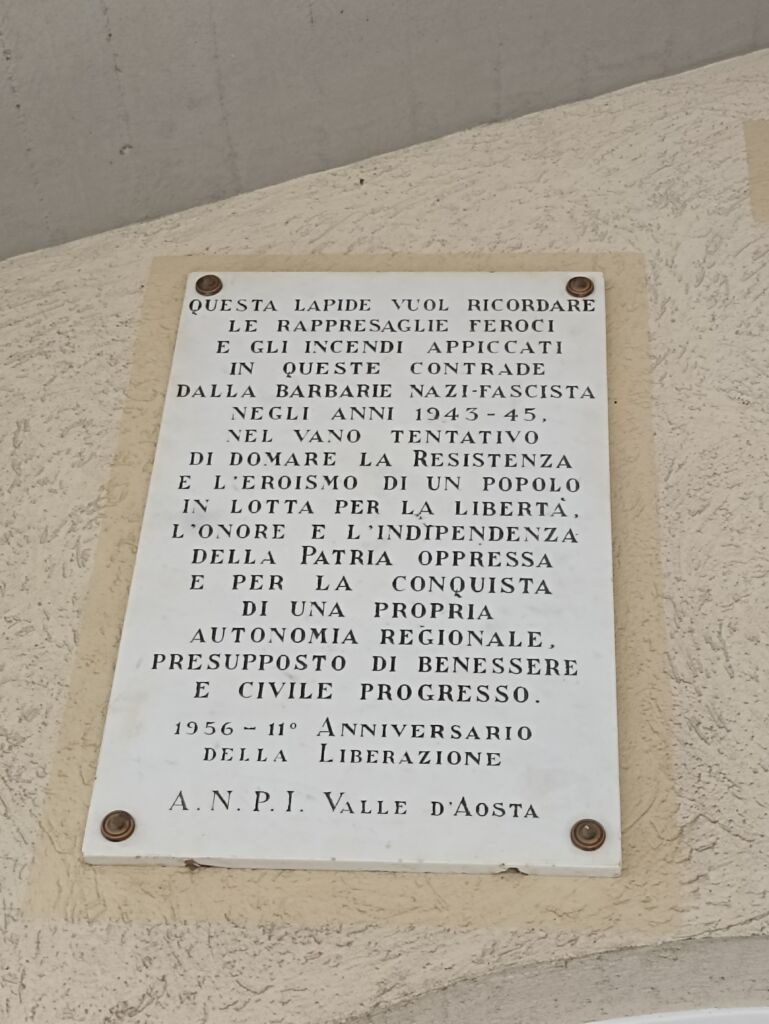 QUESTA LAPIDE VUOL RICORDARE
LE RAPPRESAGLIE FEROCI
E GLI INCENDI APPICCATI
IN QUESTE CONTRADE
DALLA BARBARIE NAZI-FASCISTA
NEGLI ANNI 1943-45,
NEL VANO TENTATIVO
DI DOMARE LA RESISTENZA
E L'EROISMO DI UN POPOLO
IN LOTTA PER LA LIBERTÀ,
L'ONORE E L'INDIPENDENZA
DELLA PATRIA OPPRESSA
E PER LA CONQUISTA
DI UNA PROPRIA
AUTONOMIA REGIONALE,
PRESUPPOSTO DI BENESSERE
E CIVILE PROGRESSO.
1956 - 11° ANNIVERSARIO
DELLA LIBERAZIONE
A.N.P.I. VALLE D'AOSTA